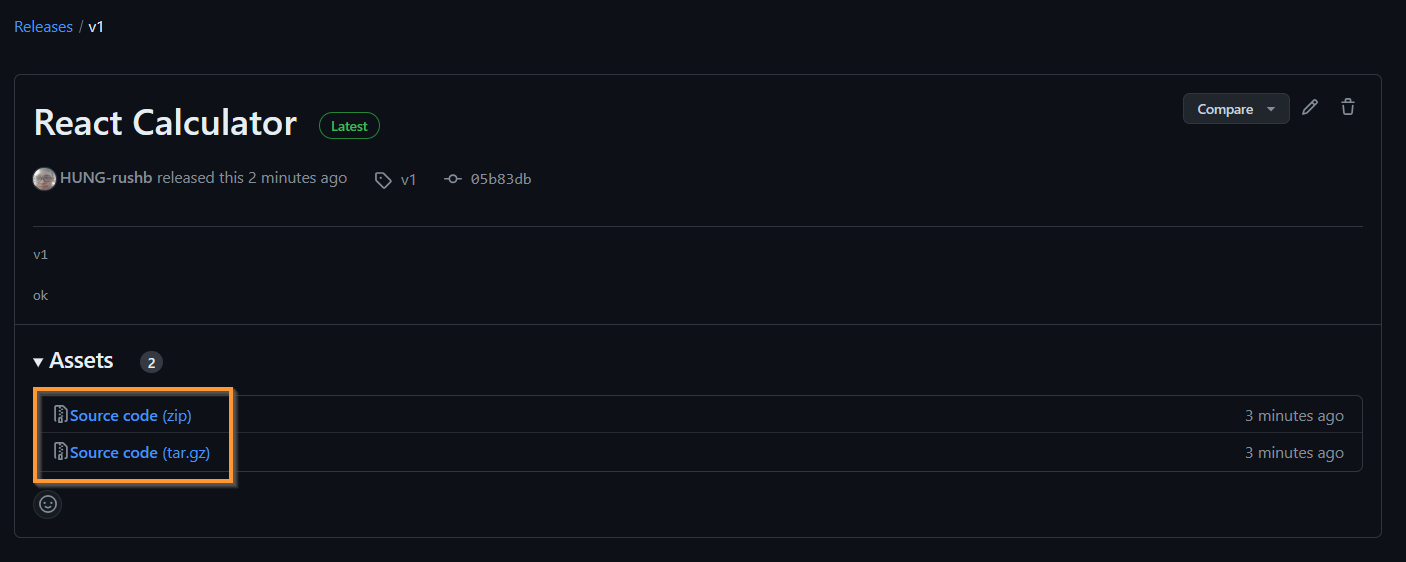 Releases / v1
React Calculator Latest Compare
HUNG-rushb released this 2 minutes ago v1 05b83db
v1
ok
Assets 2
Source code (zip) 3 minutes ago
Source code (tar.gz) 3 minutes ago